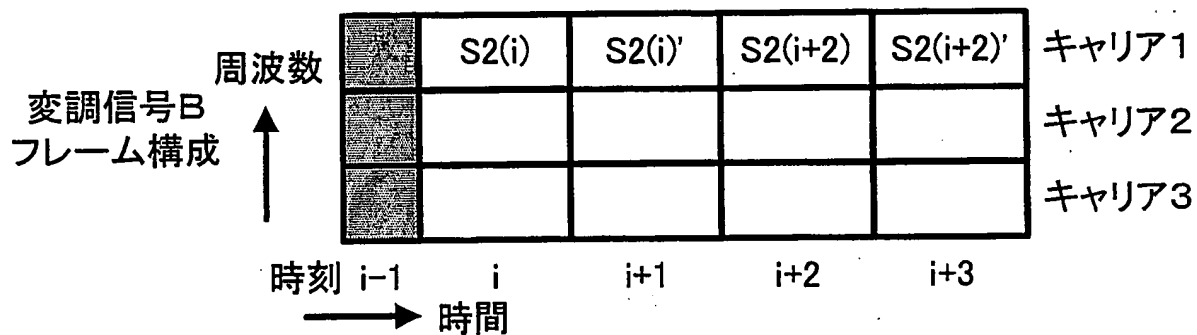 S2(i) S2(i)' S2(i+2) S2(i+2)' キャリア1
周波数
変調信号B
フレーム構成
キャリア2
キャリア3
時刻 i-1 i i+1 i+2 i+3
時間